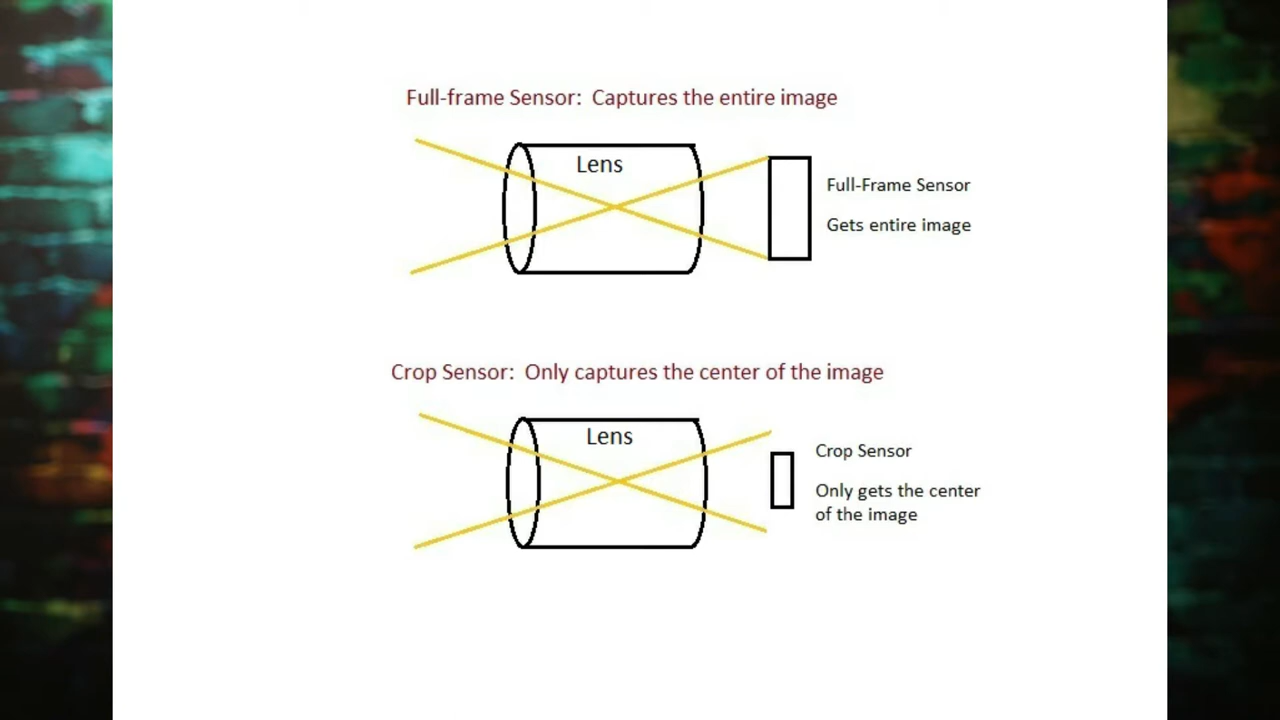 Full-frame Sensor:  Captures the entire image
Lens
Full-Frame Sensor
Gets entire image
Crop Sensor:  Only captures the center of the image
Lens
Crop Sensor
Only gets the center
of the image